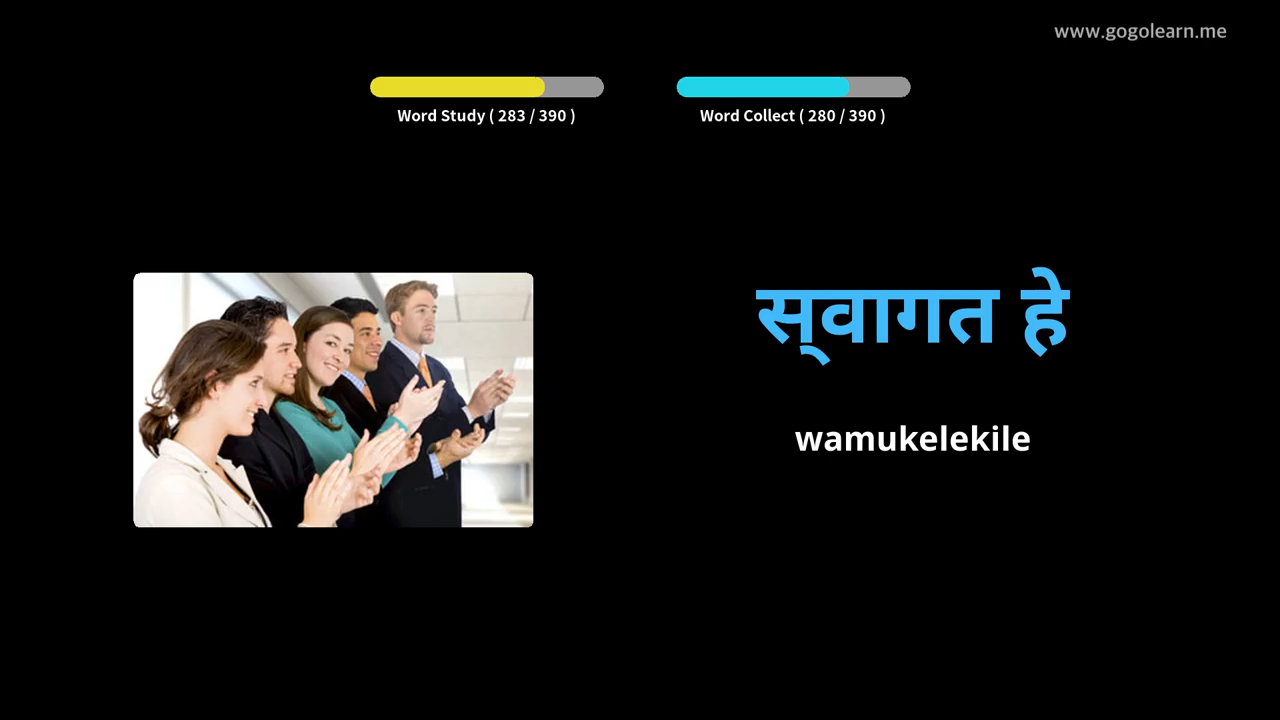 www.gogolearn.me
Word Study ( 283 / 390 )
Word Collect ( 280 / 390 )
स्‌वागत हे
wamukelekile